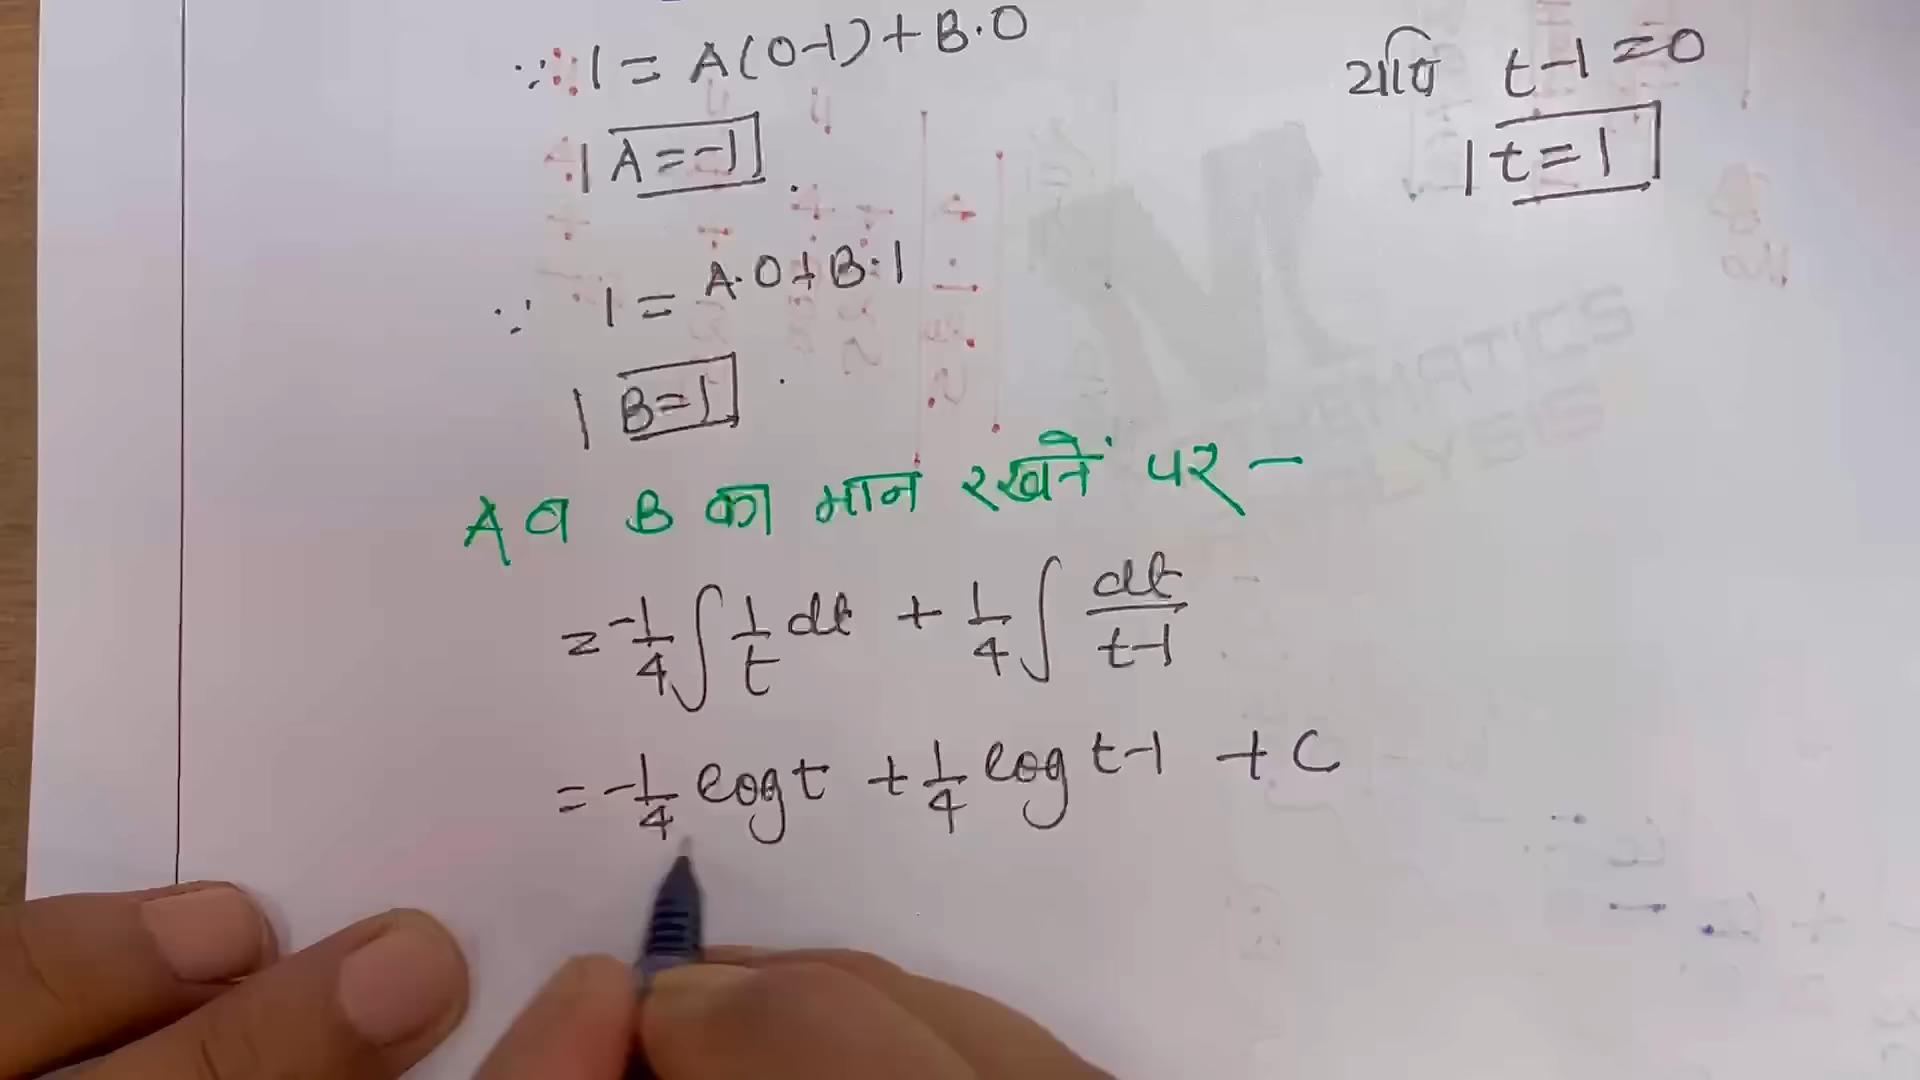 ∵ 1 = A(0-1) + B·0
यदि t-1 = 0
| A = -1
| t = 1
∵ 1 = A·0 + B·1
| B = 1
A व B का मान रखनें पर -
= -1/4 ∫ 1/t dt + 1/4 ∫ dt/t-1
= -1/4 log t + 1/4 log t-1 + C